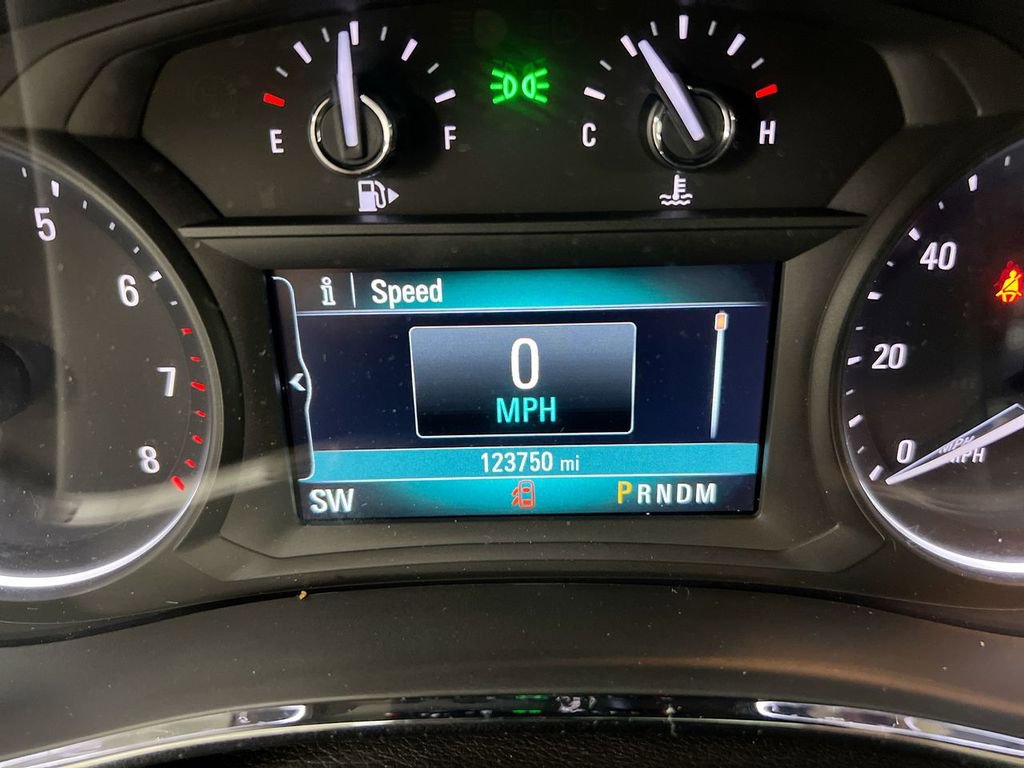 E F C H
5
6
7
8
i Speed
0
MPH
123750 mi
SW PRNDM
40
20
0
MPH